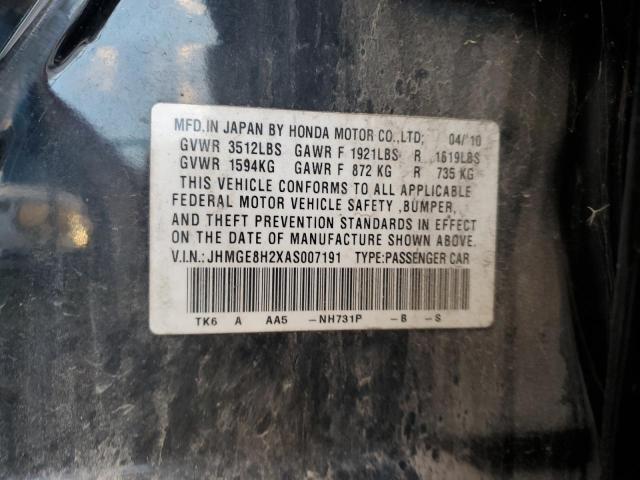 MFD.IN JAPAN BY HONDA MOTOR CO.,LTD; 04/10
GVWR 3512LBS GAWR F 1921LBS R 1619LBS
GVWR 1594KG GAWR F 872 KG R 735 KG
THIS VEHICLE CONFORMS TO ALL APPLICABLE
FEDERAL MOTOR VEHICLE SAFETY ,BUMPER,
AND THEFT PREVENTION STANDARDS IN EFFECT
ON THE DATE OF MANUFACTURE SHOWN ABOVE.
V.I.N.:JHMGE8H2XAS007191 TYPE:PASSENGER CAR
TK6 A AA5 -NH731P -B -S